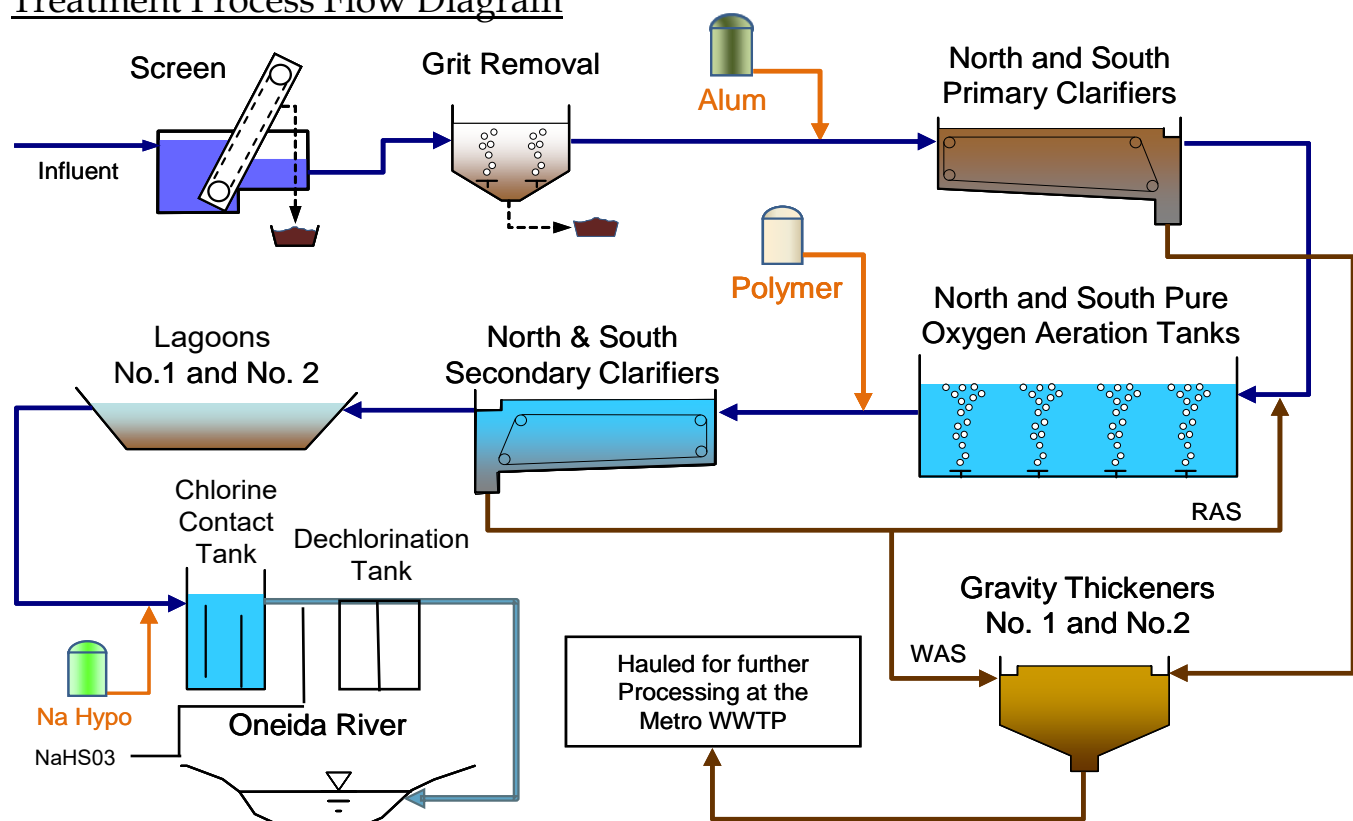 Treatment Process Flow Diagram
Screen
Grit Removal
Alum
North and South
Primary Clarifiers
Influent
Polymer
North and South Pure
Oxygen Aeration Tanks
Lagoons
No.1 and No. 2
North & South
Secondary Clarifiers
RAS
Chlorine
Contact
Tank
Dechlorination
Tank
Gravity Thickeners
No. 1 and No.2
WAS
Hauled for further
Processing at the
Metro WWTP
Na Hypo
Oneida River
NaHS03